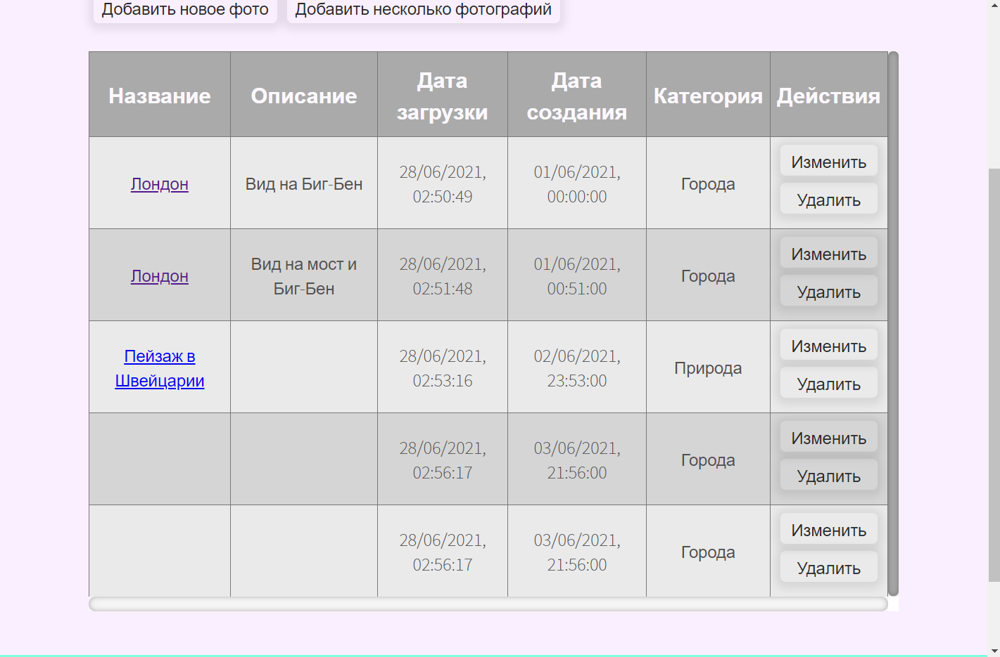 Добавить новое фото Добавить несколько фотографий
Название Описание Дата загрузки Дата создания Категория Действия
Лондон Вид на Биг-Бен 28/06/2021, 02:50:49 01/06/2021, 00:00:00 Города Изменить Удалить
Лондон Вид на мост и Биг-Бен 28/06/2021, 02:51:48 01/06/2021, 00:51:00 Города Изменить Удалить
Пейзаж в Швейцарии 28/06/2021, 02:53:16 02/06/2021, 23:53:00 Природа Изменить Удалить
28/06/2021, 02:56:17 03/06/2021, 21:56:00 Города Изменить Удалить
28/06/2021, 02:56:17 03/06/2021, 21:56:00 Города Изменить Удалить